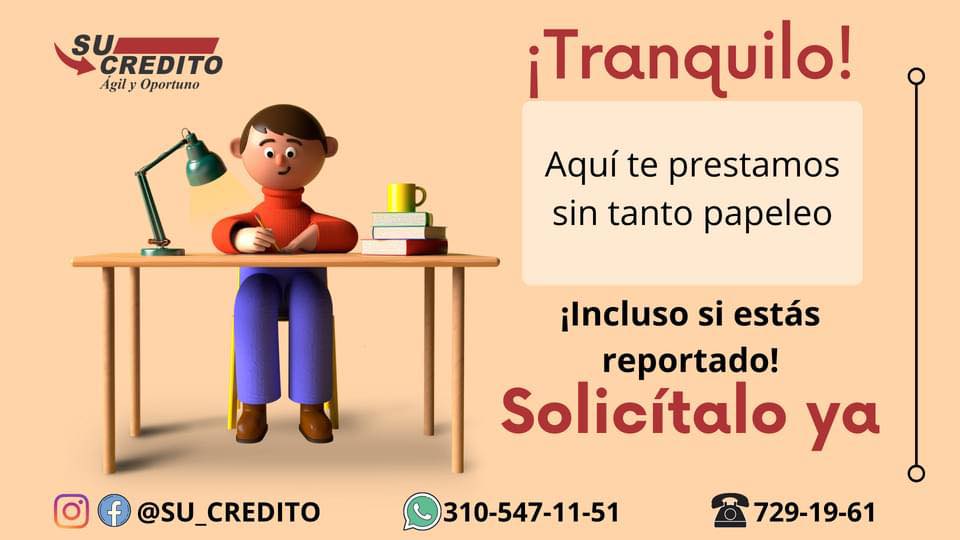 SU
CREDITO
Ágil y Oportuno
¡Tranquilo!
Aquí te prestamos
sin tanto papeleo
¡Incluso si estás
reportado!
Solicítalo ya
@SU_CREDITO
310-547-11-51
729-19-61